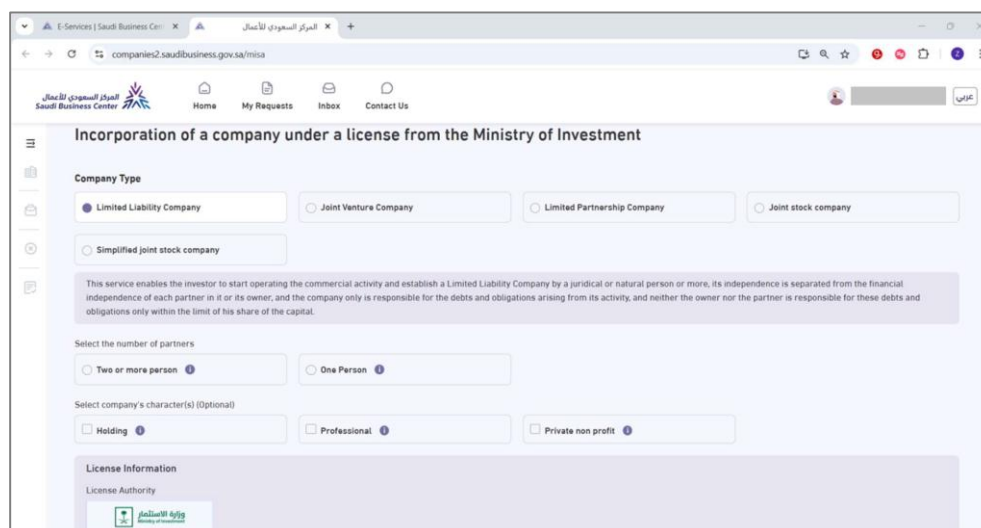 E-Services | Saudi Business Cen
المركز السعودي للأعمال
companies2.saudibusiness.gov.sa/misa
المركز السعودي للأعمال
Saudi Business Center
Home
My Requests
Inbox
Contact Us
عربي
Incorporation of a company under a license from the Ministry of Investment
Company Type
Limited Liability Company
Joint Venture Company
Limited Partnership Company
Joint stock company
Simplified joint stock company
This service enables the investor to start operating the commercial activity and establish a Limited Liability Company by a juridical or natural person or more, its independence is separated from the financial
independence of each partner in it or its owner, and the company only is responsible for the debts and obligations arising from its activity, and neither the owner nor the partner is responsible for these debts and
obligations only within the limit of his share of the capital.
Select the number of partners
Two or more person
One Person
Select company's character(s) (Optional)
Holding
Professional
Private non profit
License Information
License Authority
وزارة الاستثمار
Ministry of Investment